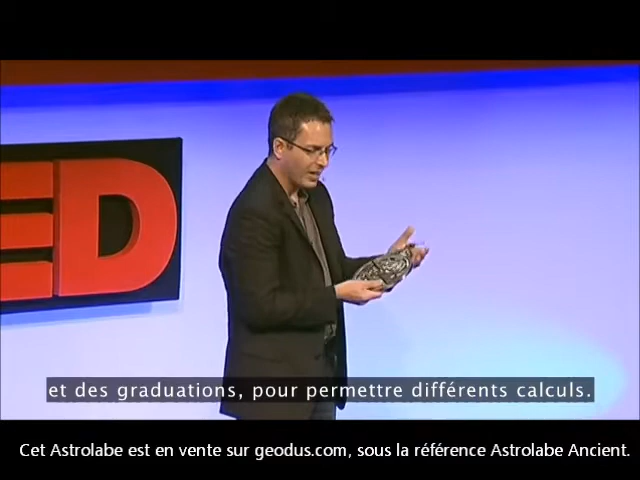 ED
et des graduations, pour permettre différents calculs.
Cet Astrolabe est en vente sur geodus.com, sous la référence Astrolabe Ancient.